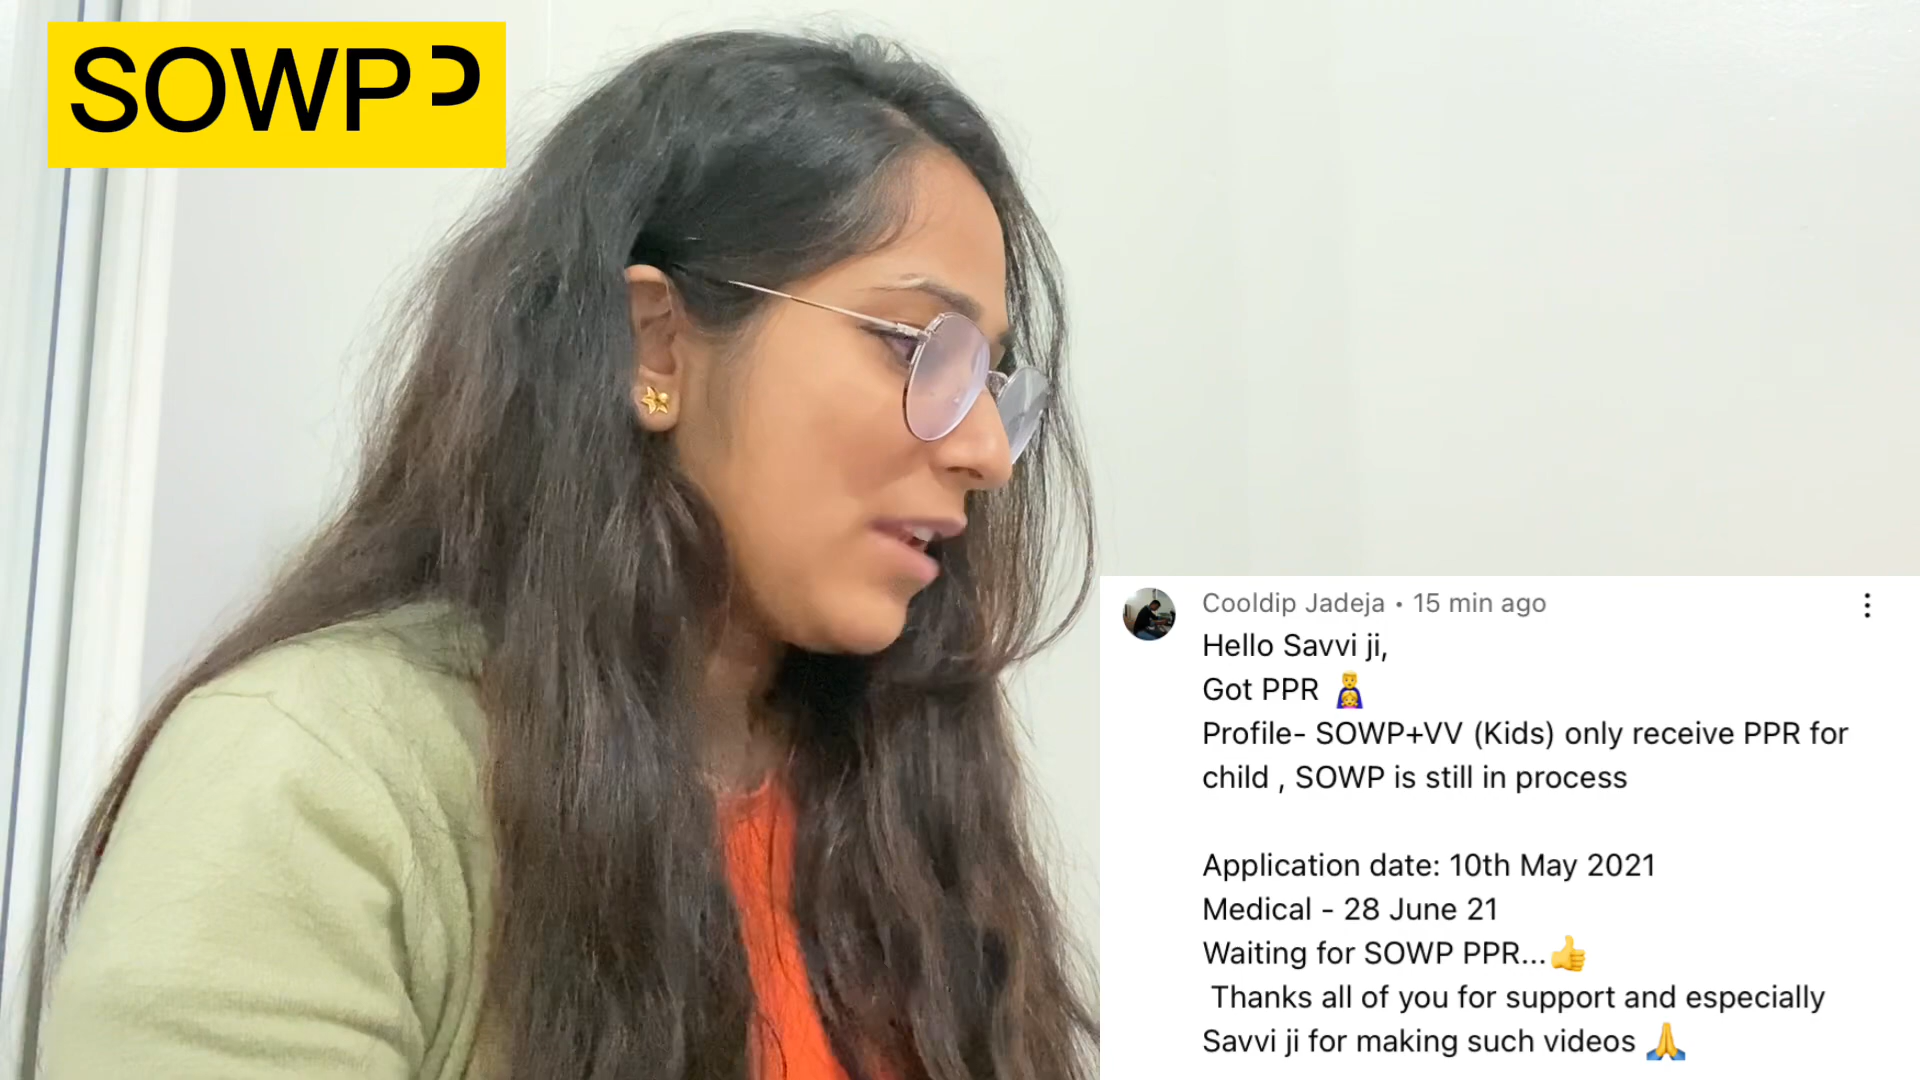 SOWP
Cooldip Jadeja • 15 min ago
Hello Savvi ji,
Got PPR
Profile- SOWP+VV (Kids) only receive PPR for
child , SOWP is still in process
Application date: 10th May 2021
Medical - 28 June 21
Waiting for SOWP PPR...👍
Thanks all of you for support and especially
Savvi ji for making such videos 🙏